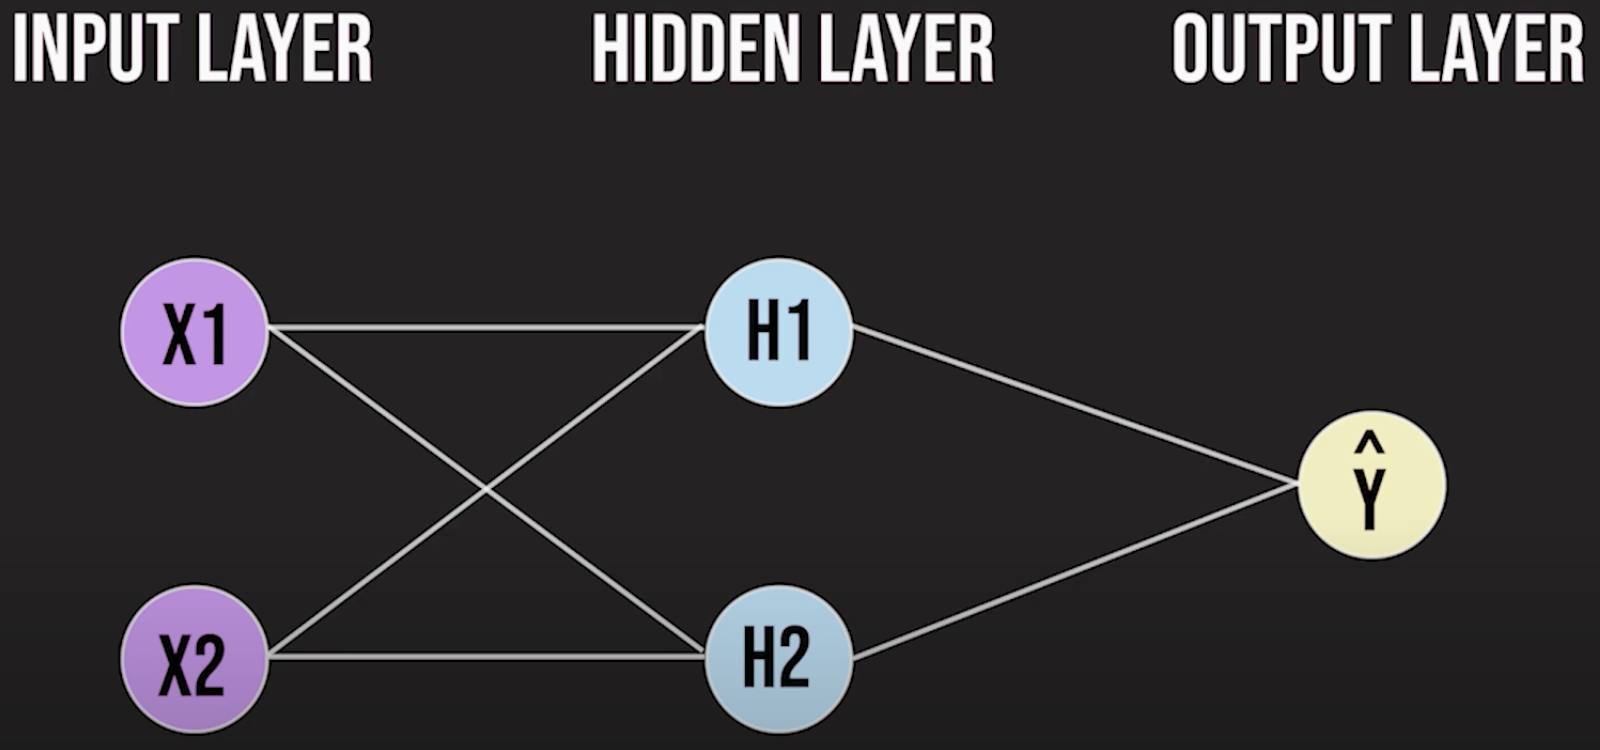 INPUT LAYER
HIDDEN LAYER
OUTPUT LAYER
X1
H1
Ŷ
X2
H2